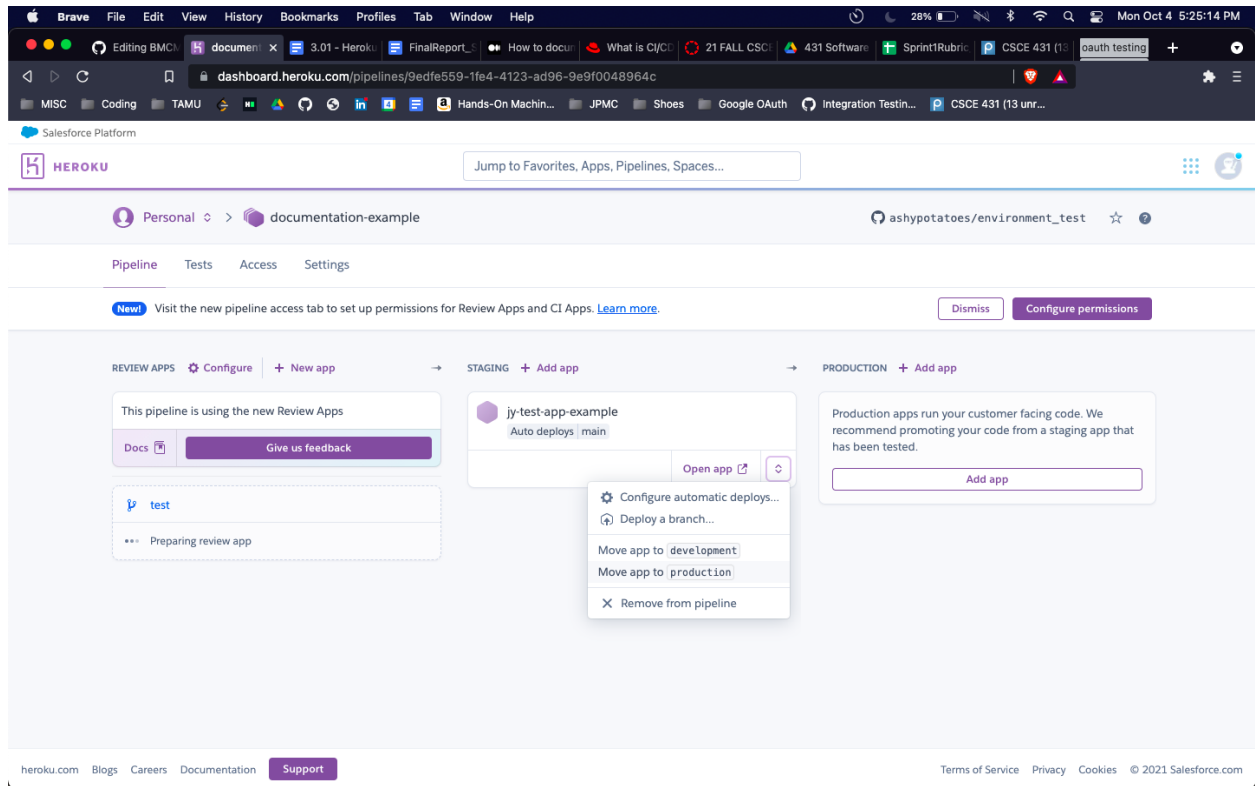 Brave File Edit View History Bookmarks Profiles Tab Window Help 28% Mon Oct 4 5:25:14 PM
Editing BMCM document 3.01 - Heroku FinalReport_S How to docun What is CI/CD 21 FALL CSCE 431 Software Sprint1Rubric CSCE 431 (13 oauth testing
dashboard.heroku.com/pipelines/9edfe559-1fe4-4123-ad96-9e9f0048964c
MISC Coding TAMU Hands-On Machin... JPMC Shoes Google OAuth Integration Testin... CSCE 431 (13 unr...
Salesforce Platform
HEROKU Jump to Favorites, Apps, Pipelines, Spaces...
Personal > documentation-example ashypotatoes/environment_test
Pipeline Tests Access Settings
New! Visit the new pipeline access tab to set up permissions for Review Apps and CI Apps. Learn more. Dismiss Configure permissions
REVIEW APPS Configure + New app → STAGING + Add app → PRODUCTION + Add app
This pipeline is using the new Review Apps
Docs Give us feedback
test
Preparing review app
jy-test-app-example
Auto deploys main
Open app
Configure automatic deploys...
Deploy a branch...
Move app to development
Move app to production
Remove from pipeline
Production apps run your customer facing code. We
recommend promoting your code from a staging app that
has been tested.
Add app
heroku.com Blogs Careers Documentation Support Terms of Service Privacy Cookies © 2021 Salesforce.com